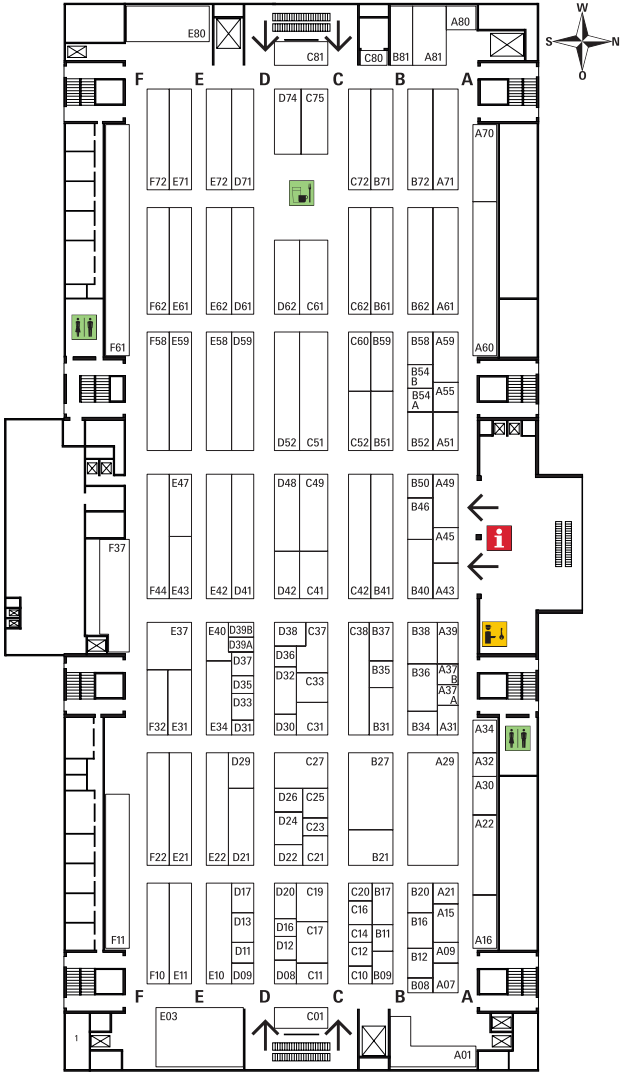 W
S N
O
E80 C81 C80 B81 A81 A80
F E D C B A
D74 C75
A70
F72 E71 E72 D71 C72 B71 B72 A71
F62 E61 E62 D61 D62 C61 C62 B61 B62 A61
F61 A60
F58 E59 E58 D59 C60 B59 B58 A59
B54
B
B54
A
A55
D52 C51 C52 B51 B52 A51
E47 D48 C49 B50 A49
B46
A45
i
F37
F44 E43 E42 D41 D42 C41 C42 B41 B40 A43
E37 E40 D39B D38 C37 C38 B37 B38 A39
D39A
D37 D36
D32 B35 B36 A37
B
D35 C33 A37
A
D33
F32 E31 E34 D31 D30 C31 B31 B34 A31
A34
D29 C27 B27 A29 A32
A30
D26 C25
D24 C23 A22
F22 E21 E22 D21 D22 C21 B21
D17 D20 C19 C20 B17 B20 A21
C16
D13 D16 C17 B16 A15
C14 B11
F11 D11 D12 C12 B12 A09 A16
F10 E11 E10 D09 D08 C11 C10 B09 B08 A07
F E D C B A
E03 C01
1 A01